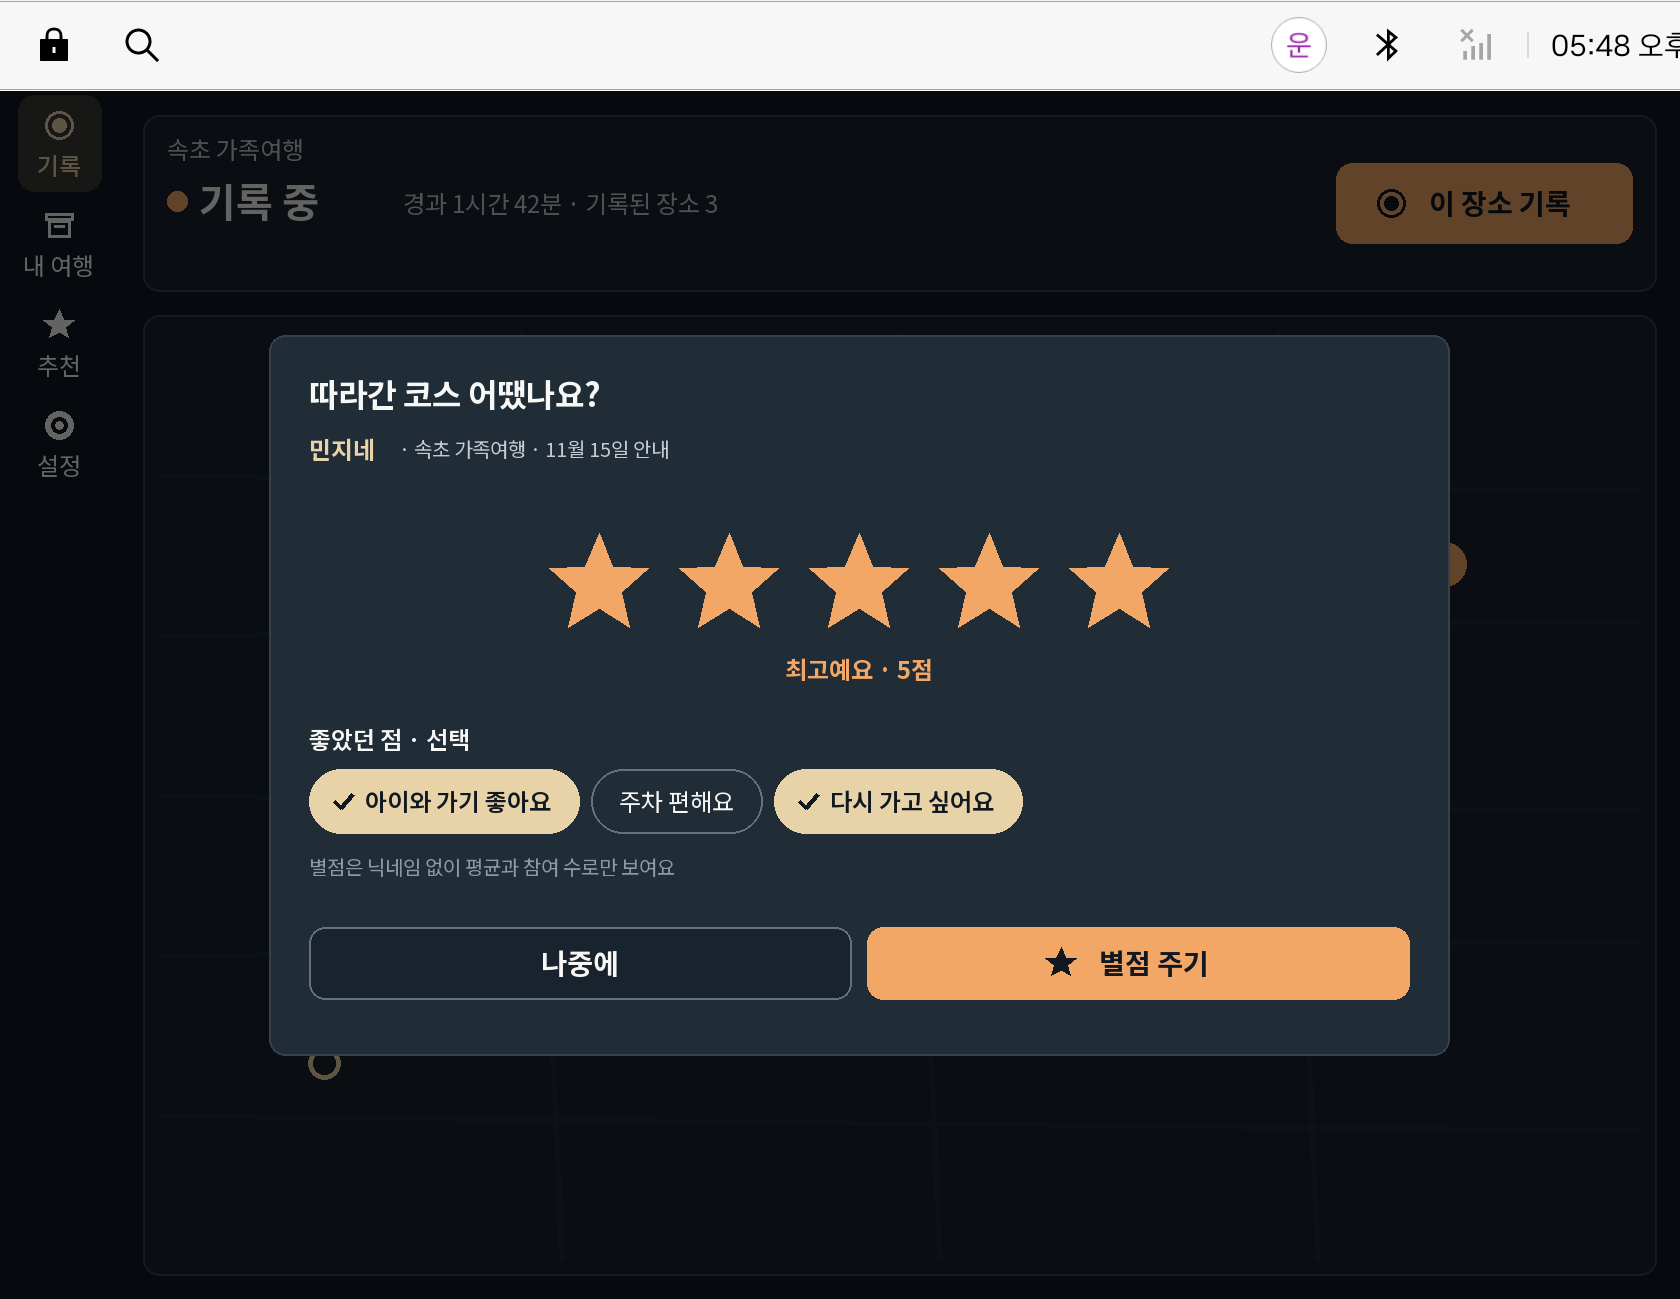 운
05:48 오후
기록
내 여행
추천
설정
속초 가족여행
기록 중
경과 1시간 42분 · 기록된 장소 3
이 장소 기록
따라간 코스 어땠나요?
민지네 · 속초 가족여행 · 11월 15일 안내
최고예요 · 5점
좋았던 점 · 선택
아이와 가기 좋아요
주차 편해요
다시 가고 싶어요
별점은 닉네임 없이 평균과 참여 수로만 보여요
나중에
별점 주기